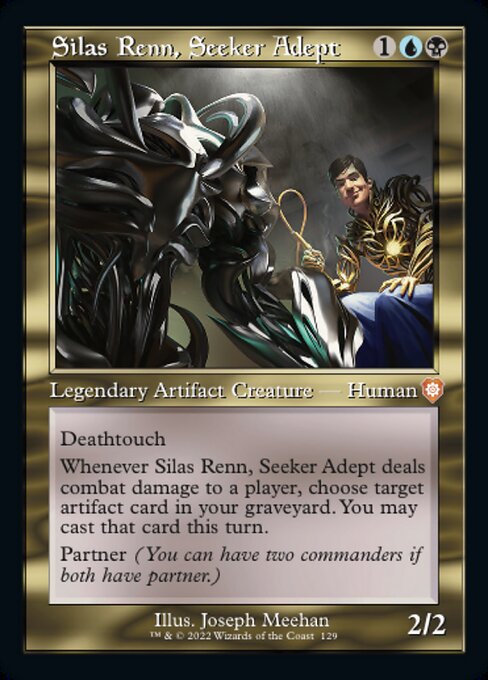 Silas Renn, Seeker Adept 1
Legendary Artifact Creature — Human
Deathtouch
Whenever Silas Renn, Seeker Adept deals
combat damage to a player, choose target
artifact card in your graveyard. You may
cast that card this turn.
Partner (You can have two commanders if
both have partner.)
Illus. Joseph Meehan
™ & © 2022 Wizards of the Coast 129
2/2